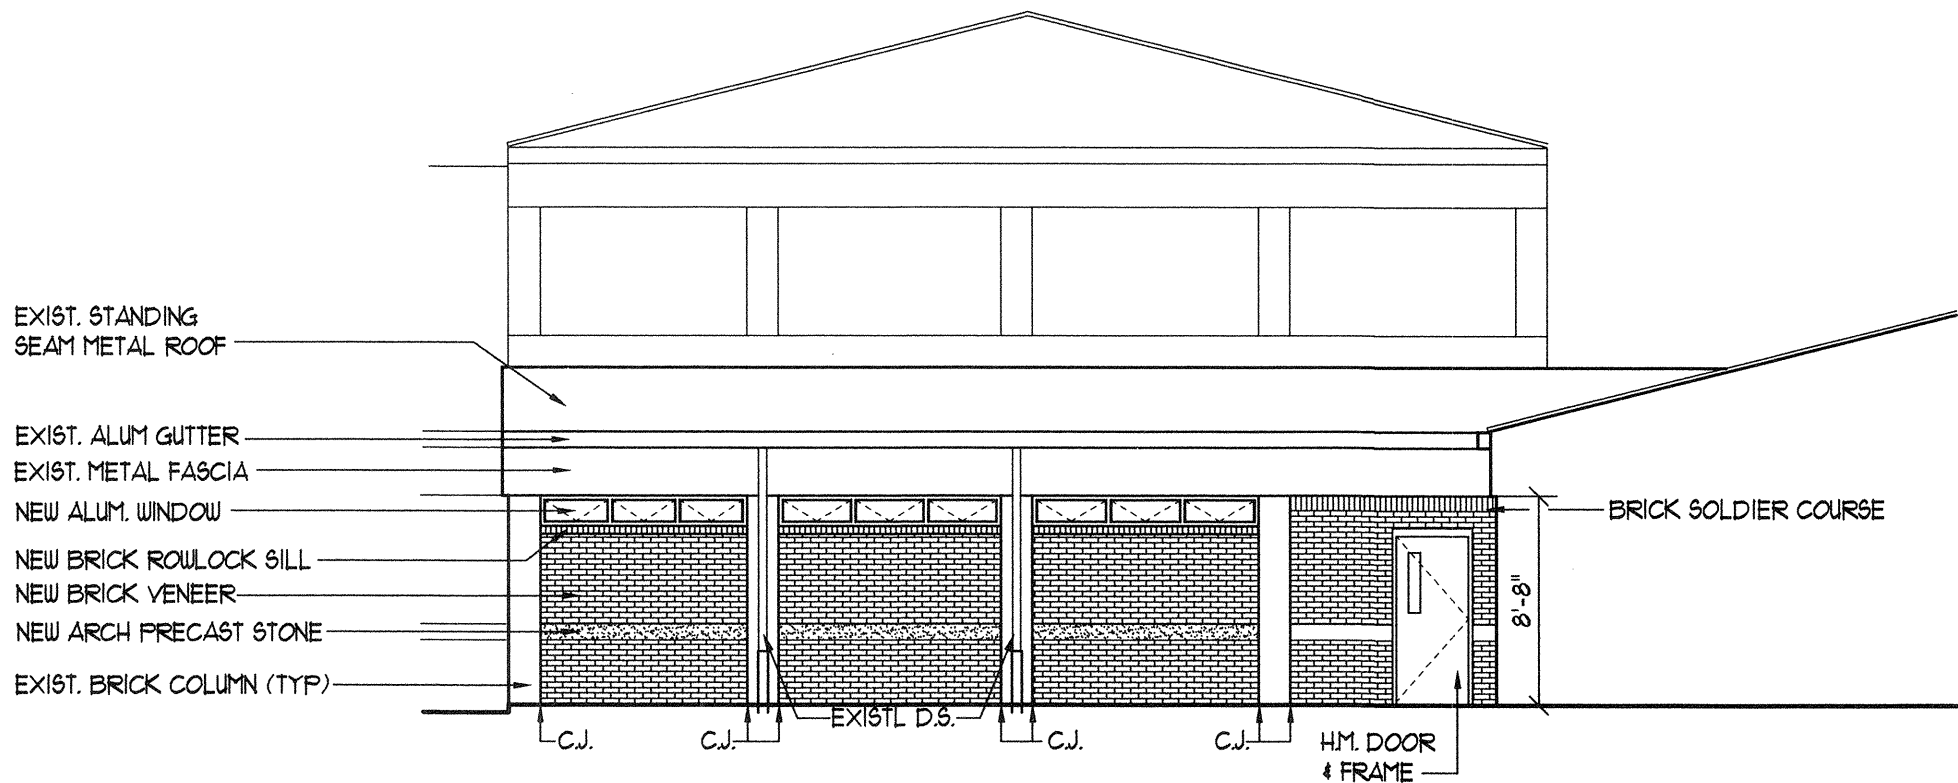 EXIST. STANDING
SEAM METAL ROOF
EXIST. ALUM GUTTER
EXIST. METAL FASCIA
NEW ALUM. WINDOW
NEW BRICK ROWLOCK SILL
NEW BRICK VENEER
NEW ARCH PRECAST STONE
EXIST. BRICK COLUMN (TYP)
BRICK SOLDIER COURSE
8'-8"
EXISTL D.S.
C.J.
C.J.
C.J.
C.J.
H.M. DOOR
& FRAME